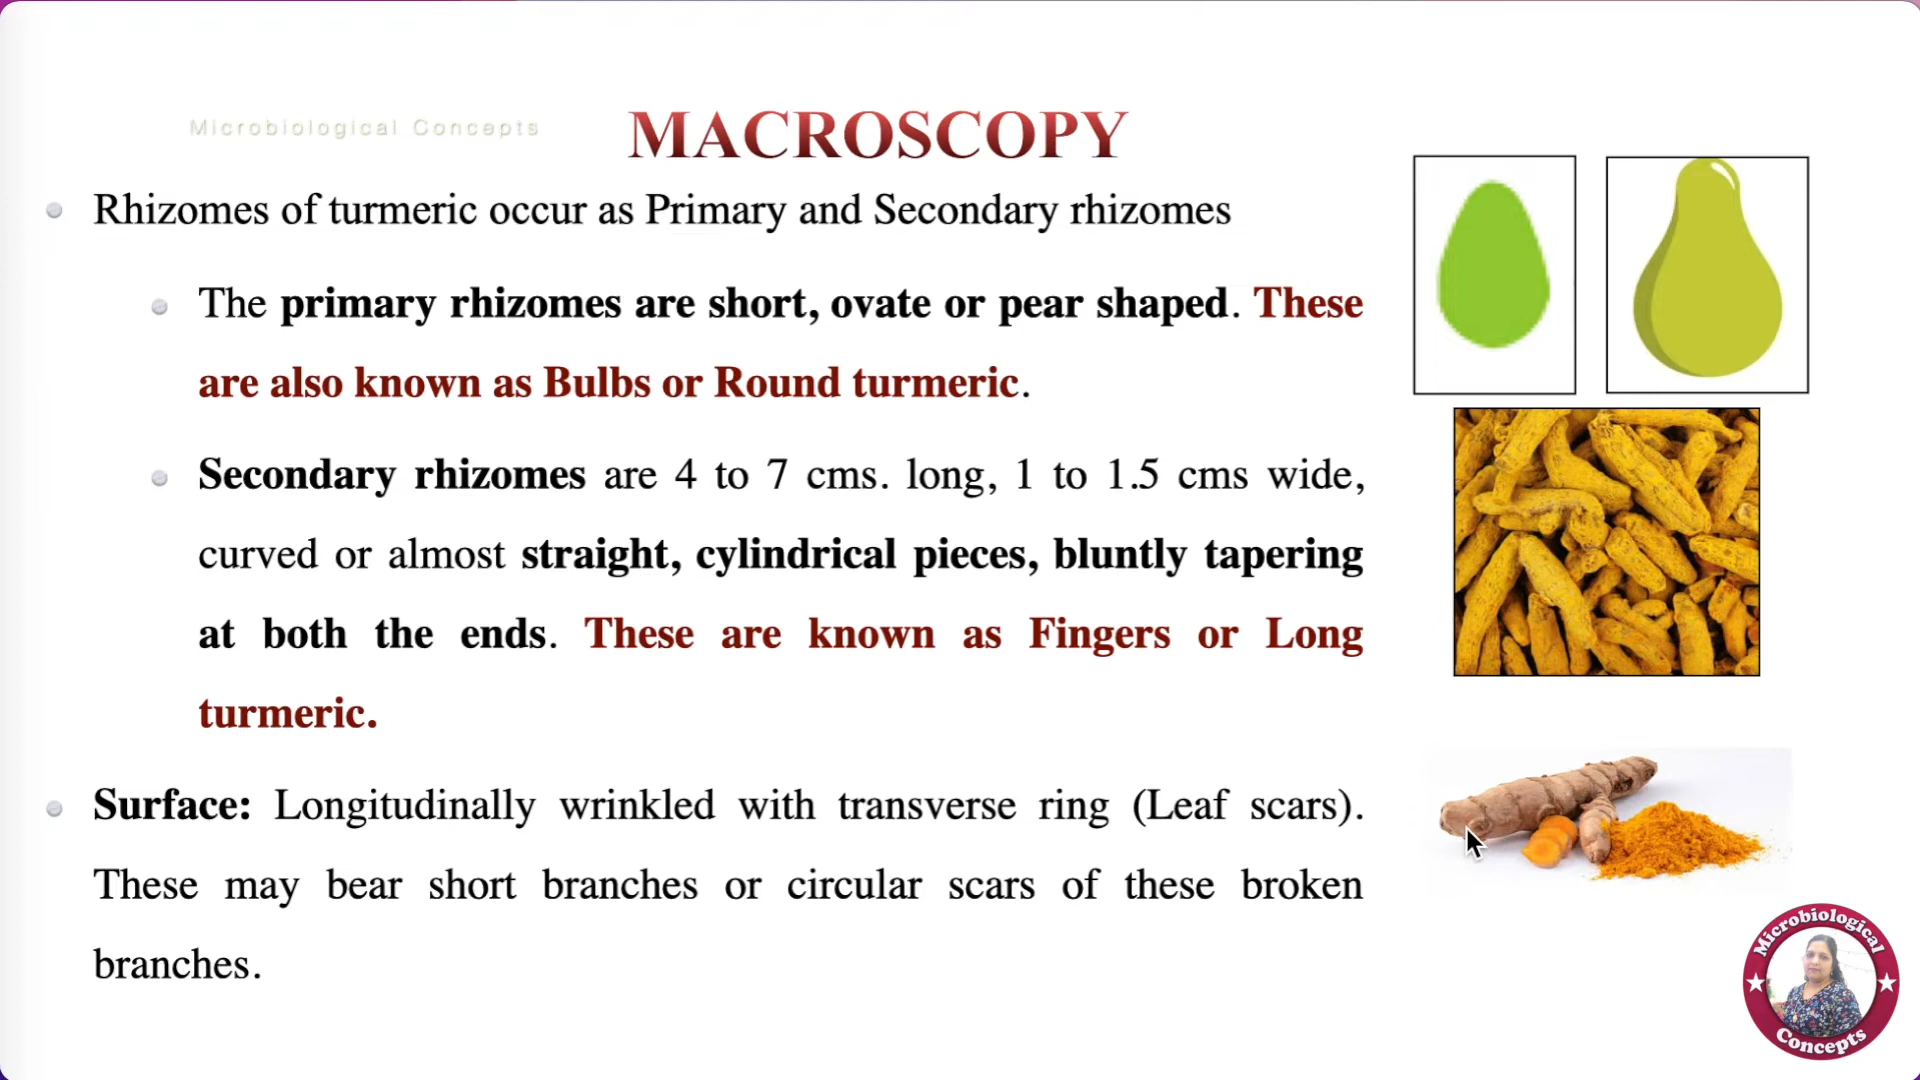 Microbiological Concepts
MACROSCOPY
Rhizomes of turmeric occur as Primary and Secondary rhizomes
The primary rhizomes are short, ovate or pear shaped. These
are also known as Bulbs or Round turmeric.
Secondary rhizomes are 4 to 7 cms. long, 1 to 1.5 cms wide,
curved or almost straight, cylindrical pieces, bluntly tapering
at both the ends. These are known as Fingers or Long
turmeric.
Surface: Longitudinally wrinkled with transverse ring (Leaf scars).
These may bear short branches or circular scars of these broken
branches.
Microbiological
Concepts